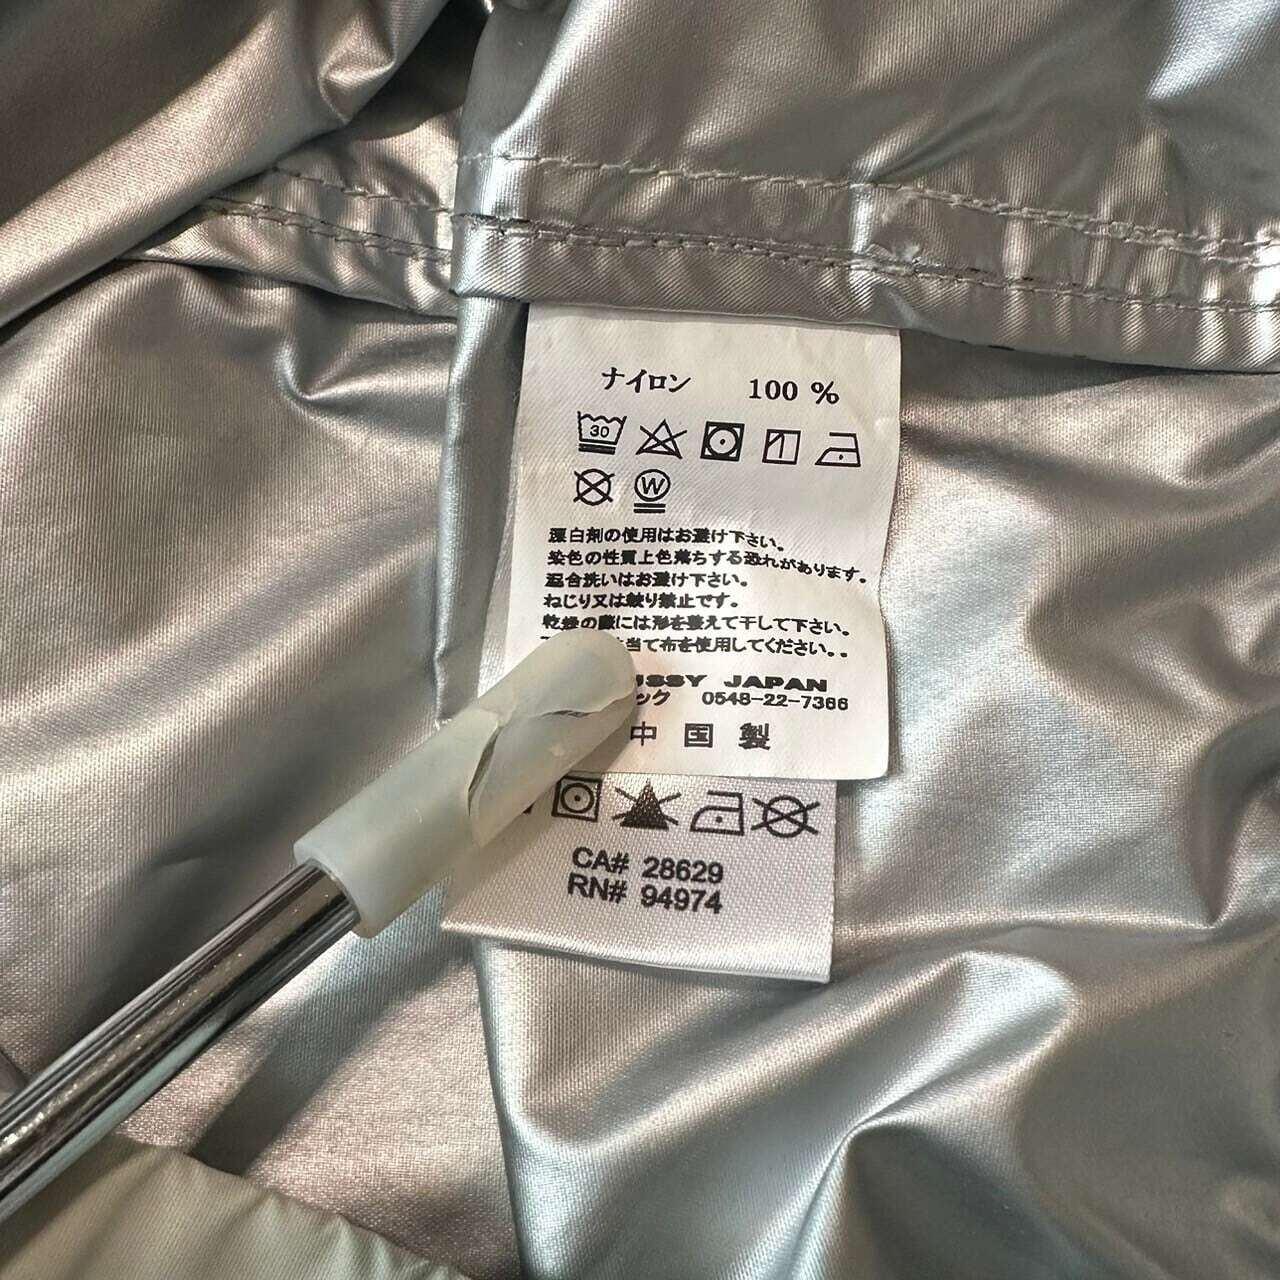 ナイロン 100 %
30
W
漂白剤の使用はお避け下さい。
染色の性質上色落ちする恐れがあります。
混合洗いはお避け下さい。
ねじり又は絞り禁止です。
乾燥の際には形を整えて干して下さい。
当て布を使用してください。。
USSY JAPAN
ック 0548-22-7366
中国製
CA# 28629
RN# 94974